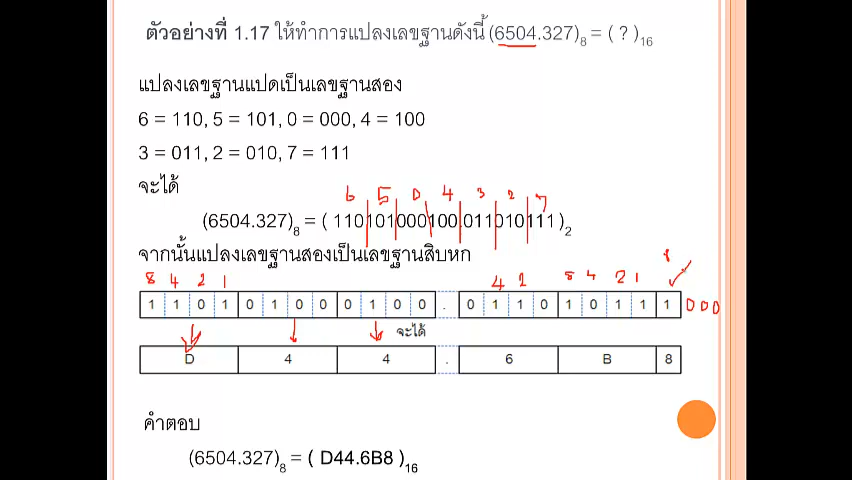 ตัวอย่างที่ 1.17 ให้ทำการแปลงเลขฐานดังนี้ (6504.327)8 = ( ? )16
แปลงเลขฐานแปดเป็นเลขฐานสอง
6 = 110, 5 = 101, 0 = 000, 4 = 100
3 = 011, 2 = 010, 7 = 111
จะได้
6 5 0 4 3 2 7
(6504.327)8 = ( 110101000100.011010111 )2
จากนั้นแปลงเลขฐานสองเป็นเลขฐานสิบหก
8 4 2 1 4 2 8 4 2 1
1 1 0 1 0 1 0 0 0 1 0 0 . 0 1 1 0 1 0 1 1 1 000
จะได้
D 4 4 . 6 B 8
คำตอบ
(6504.327)8 = ( D44.6B8 )16